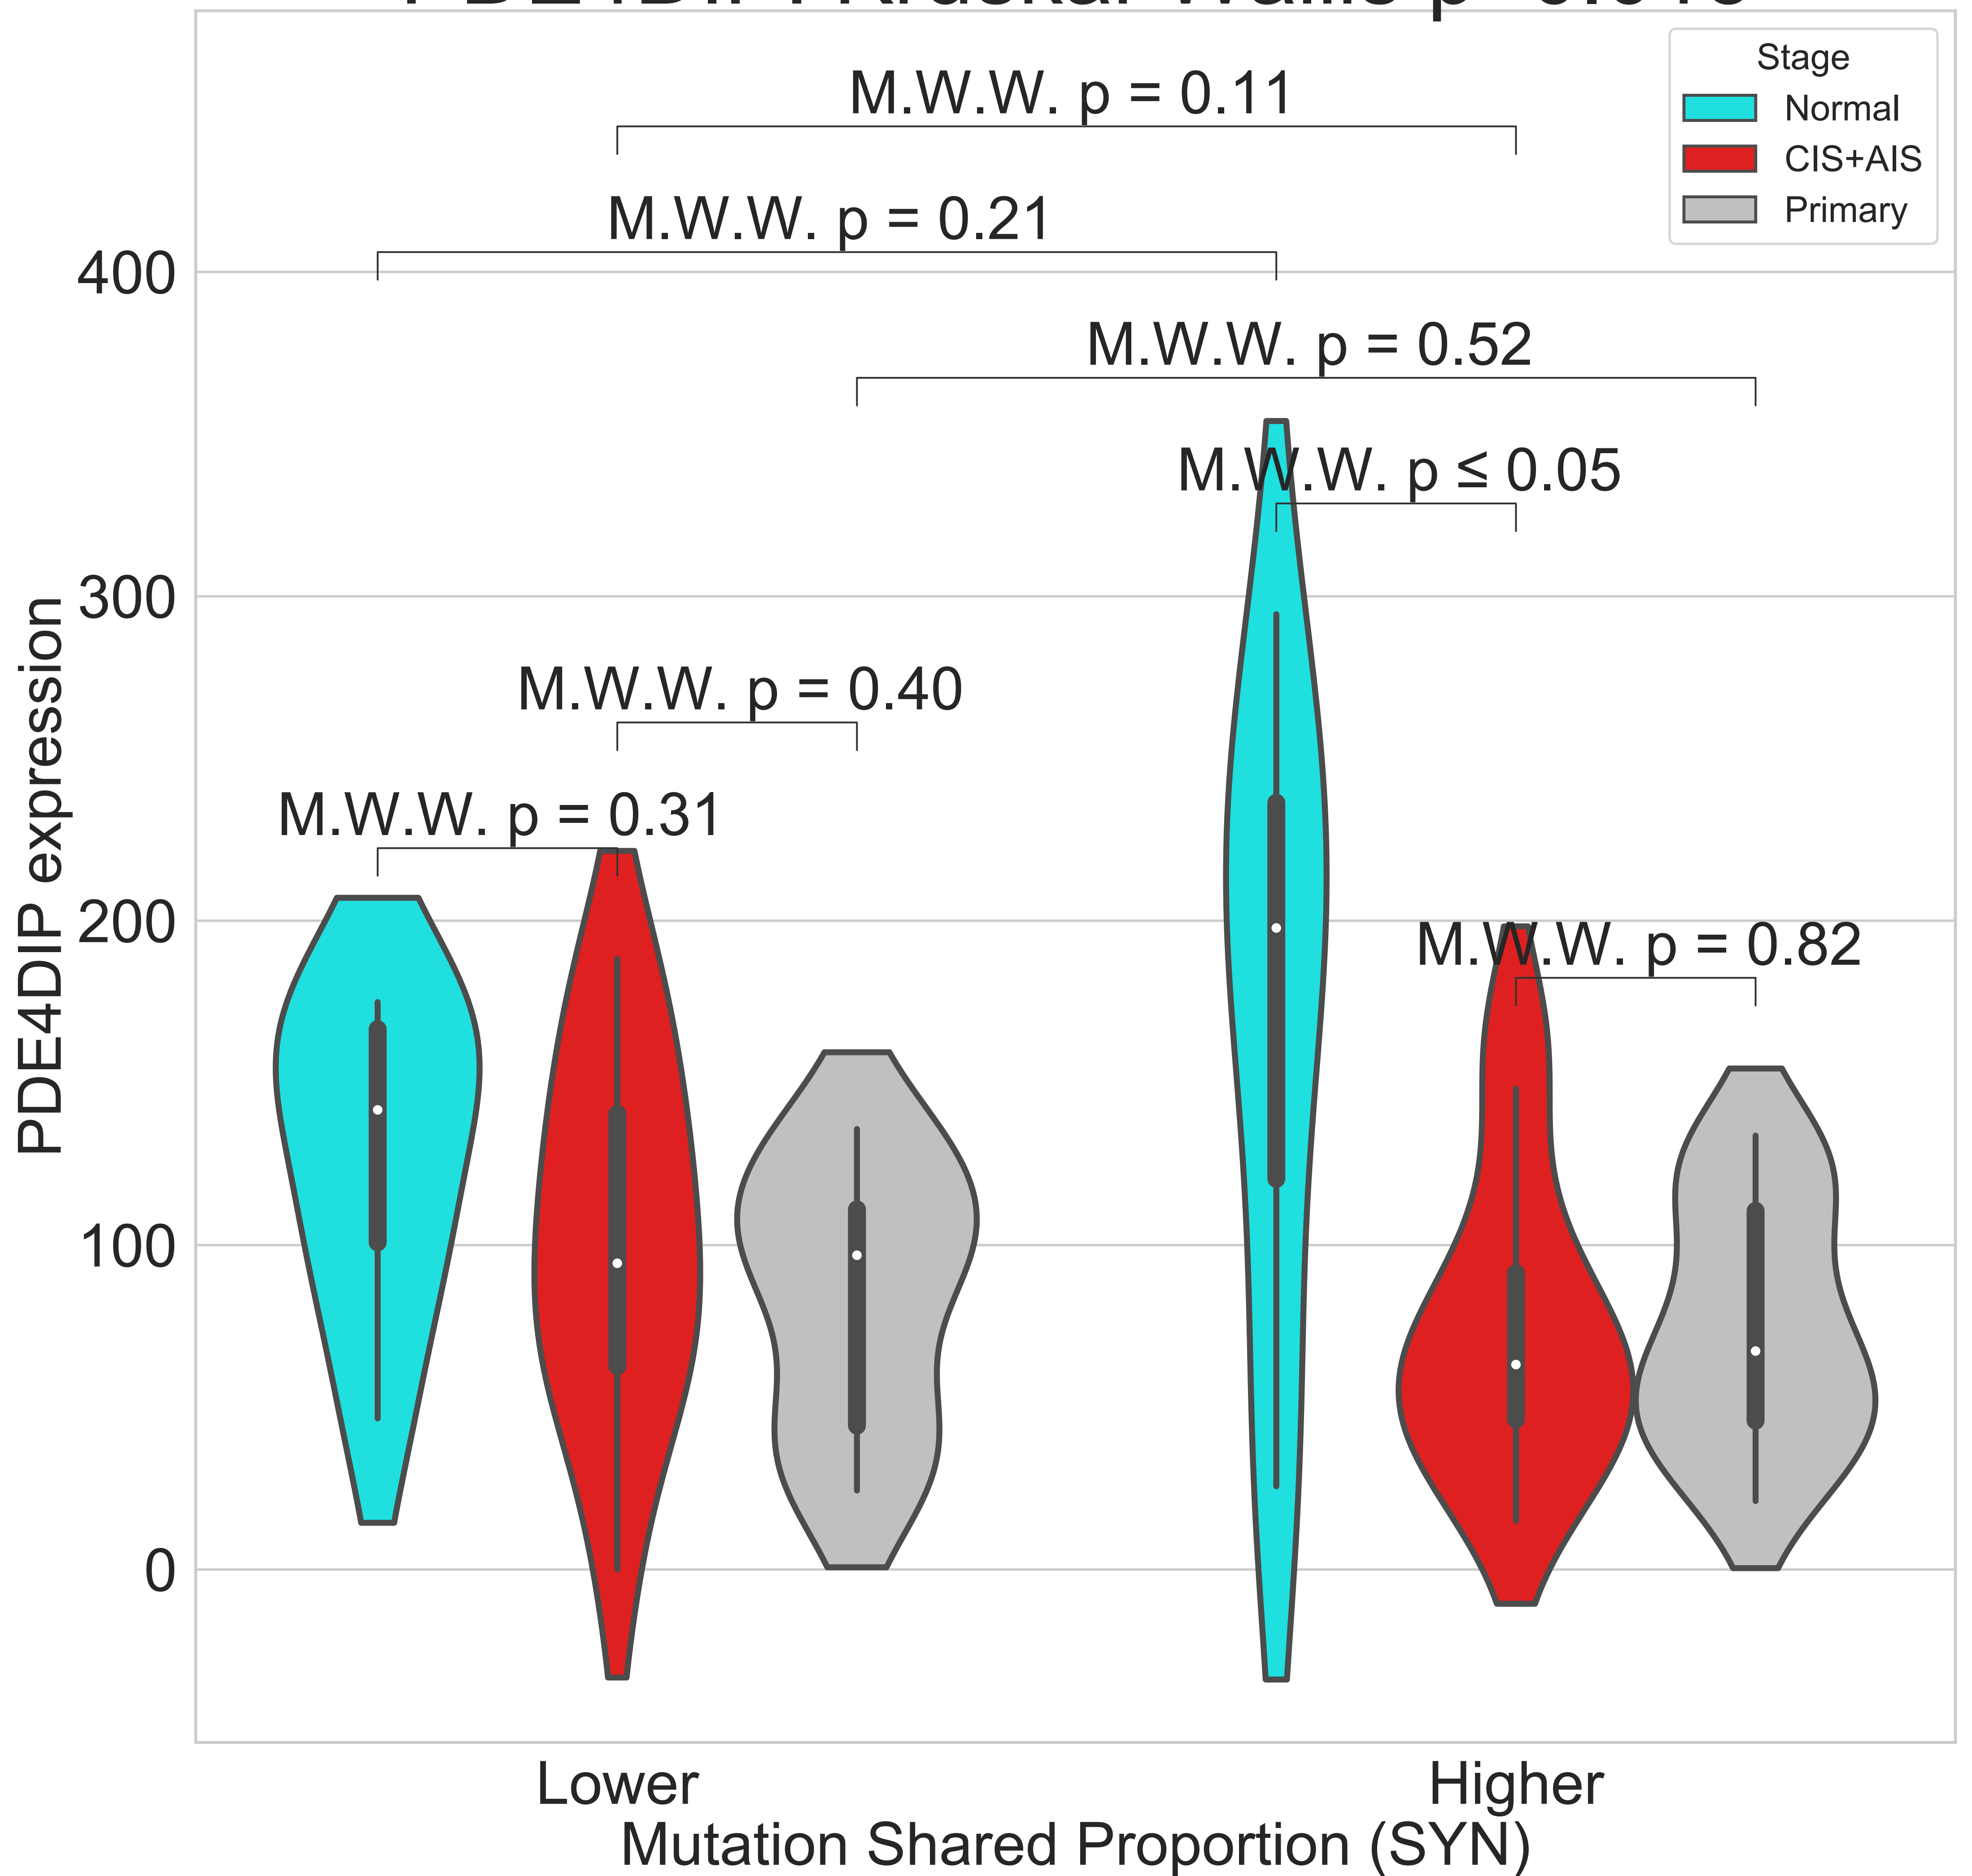 Stage
Normal
CIS+AIS
Primary
M.W.W. p = 0.11
M.W.W. p = 0.21
M.W.W. p = 0.52
M.W.W. p ≤ 0.05
M.W.W. p = 0.40
M.W.W. p = 0.31
M.W.W. p = 0.82
PDE4DIP expression
400
300
200
100
0
Lower
Higher
Mutation Shared Proportion (SYN)